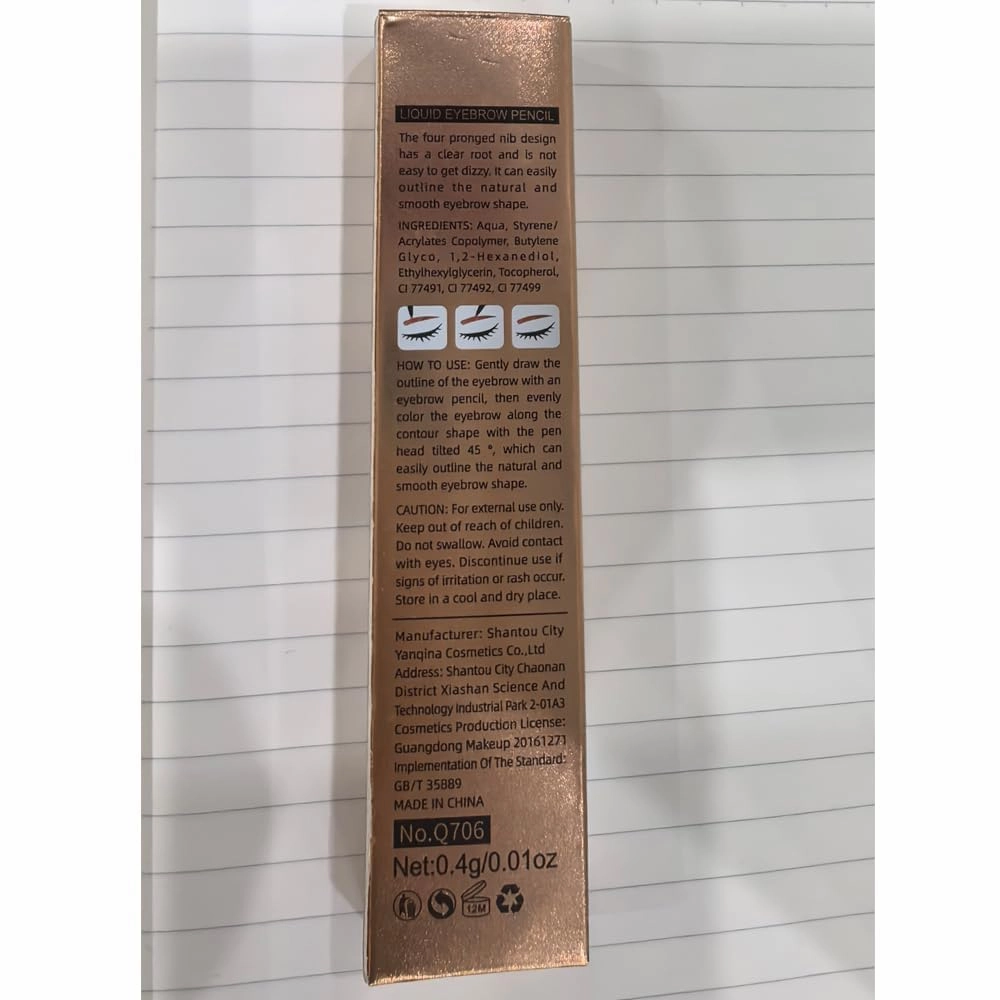 LIQUID EYEBROW PENCIL
The four pronged nib design
has a clear root and is not
easy to get dizzy. It can easily
outline the natural and
smooth eyebrow shape.
INGREDIENTS: Aqua, Styrene/
Acrylates Copolymer, Butylene
Glyco, 1,2-Hexanediol,
Ethylhexylglycerin, Tocopherol,
CI 77491, CI 77492, CI 77499
HOW TO USE: Gently draw the
outline of the eyebrow with an
eyebrow pencil, then evenly
color the eyebrow along the
contour shape with the pen
head tilted 45 °, which can
easily outline the natural and
smooth eyebrow shape.
CAUTION: For external use only.
Keep out of reach of children.
Do not swallow. Avoid contact
with eyes. Discontinue use if
signs of irritation or rash occur.
Store in a cool and dry place.
Manufacturer: Shantou City
Yanqina Cosmetics Co.,Ltd
Address: Shantou City Chaonan
District Xiashan Science And
Technology Industrial Park 2-01A3
Cosmetics Production License:
Guangdong Makeup 20161271
Implementation Of The Standard:
GB/T 35889
MADE IN CHINA
No.Q706
Net:0.4g/0.01oz
12M